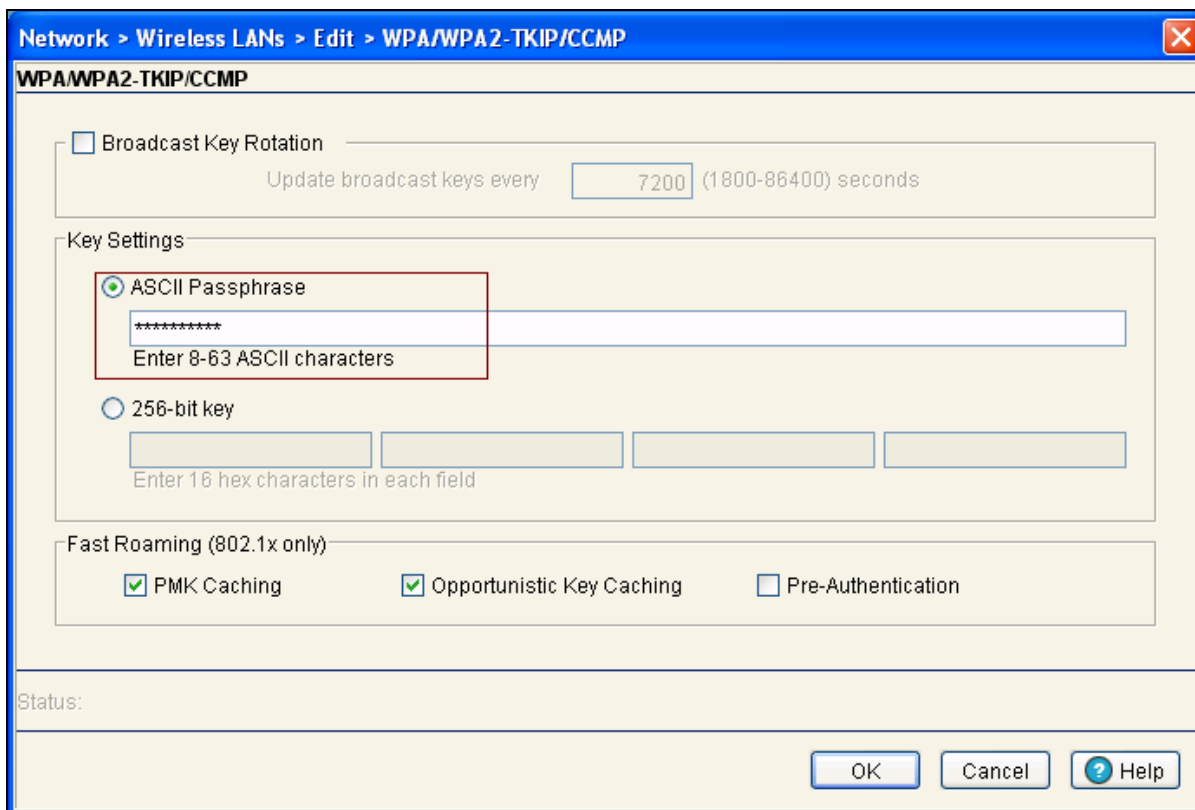 Network > Wireless LANs > Edit > WPA/WPA2-TKIP/CCMP
WPA/WPA2-TKIP/CCMP
Broadcast Key Rotation
Update broadcast keys every 7200 (1800-86400) seconds
Key Settings
ASCII Passphrase
**********
Enter 8-63 ASCII characters
256-bit key
Enter 16 hex characters in each field
Fast Roaming (802.1x only)
PMK Caching Opportunistic Key Caching Pre-Authentication
Status:
OK Cancel ? Help